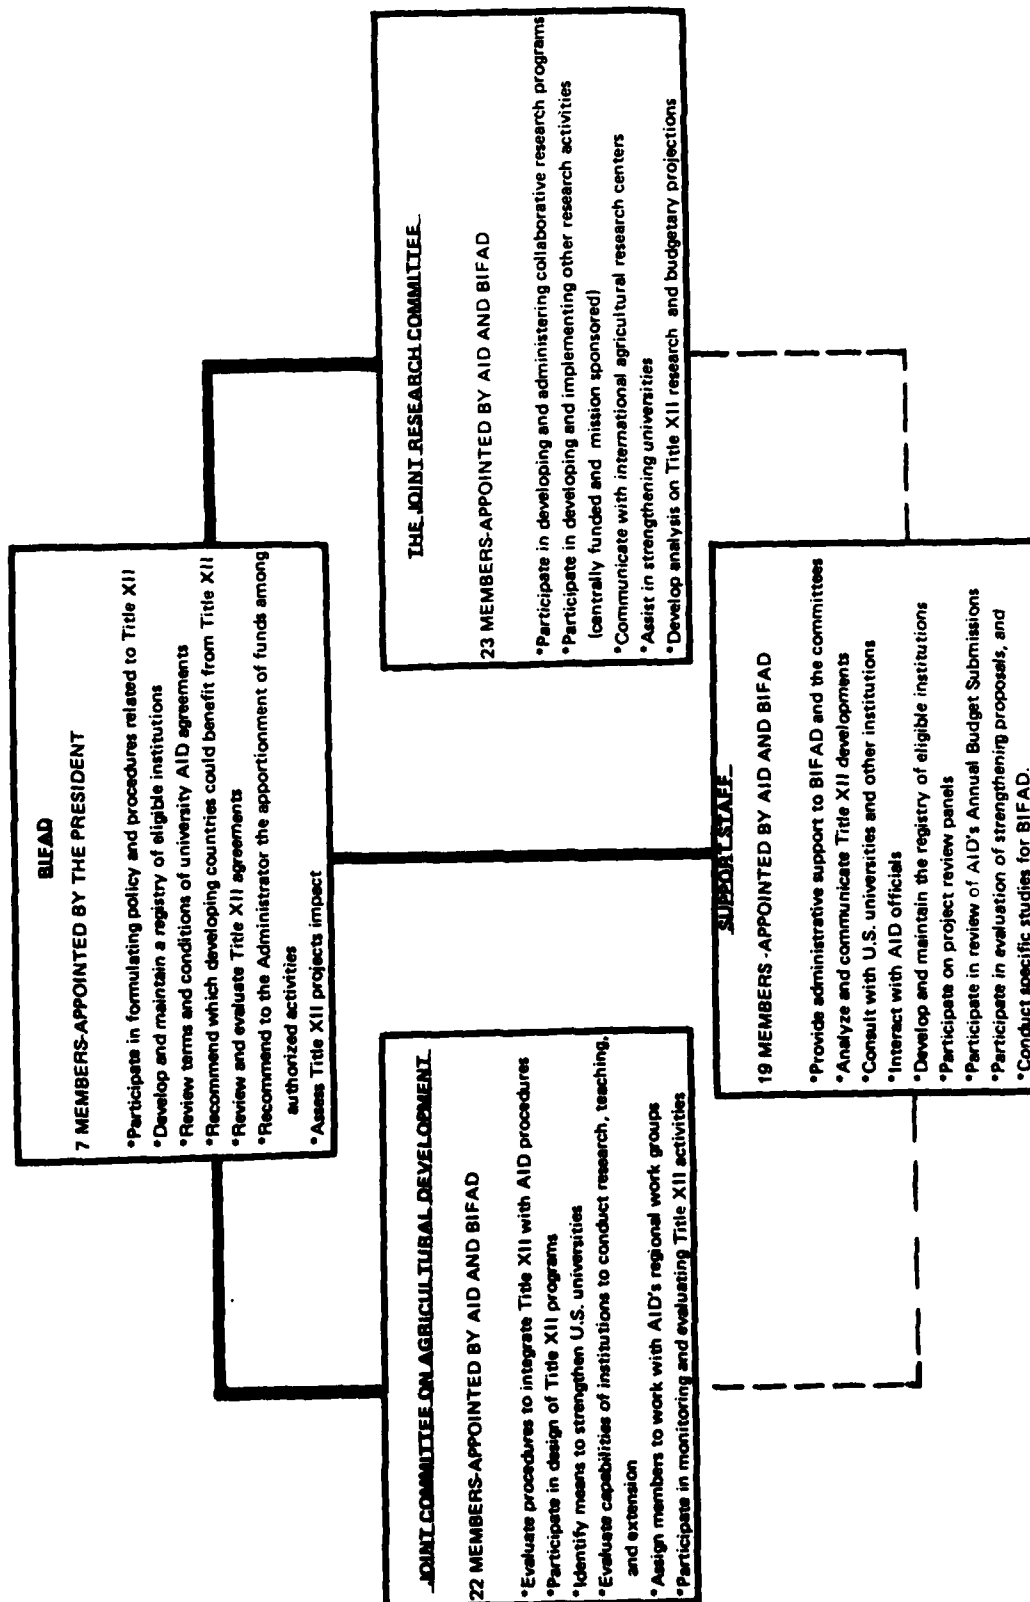 BIFAD
7 MEMBERS-APPOINTED BY THE PRESIDENT
*Participate in formulating policy and procedures related to Title XII
*Develop and maintain a registry of eligible institutions
*Review terms and conditions of university AID agreements
*Recommend which developing countries could benefit from Title XII
*Review and evaluate Title XII agreements
*Recommend to the Administrator the apportionment of funds among
authorized activities
*Assess Title XII projects impact
JOINT COMMITTEE ON AGRICULTURAL DEVELOPMENT
22 MEMBERS-APPOINTED BY AID AND BIFAD
*Evaluate procedures to integrate Title XII with AID procedures
*Participate in design of Title XII programs
*Identify means to strengthen U.S. universities
*Evaluate capabilities of institutions to conduct research, teaching,
and extension
*Assign members to work with AID's regional work groups
*Participate in monitoring and evaluating Title XII activities
THE JOINT RESEARCH COMMITTEE
23 MEMBERS-APPOINTED BY AID AND BIFAD
*Participate in developing and administering collaborative research programs
*Participate in developing and implementing other research activities
(centrally funded and mission sponsored)
*Communicate with international agricultural research centers
*Assist in strengthening universities
*Develop analysis on Title XII research and budgetary projections
SUPPORT STAFF
19 MEMBERS-APPOINTED BY AID AND BIFAD
*Provide administrative support to BIFAD and the committees
*Analyze and communicate Title XII developments
*Consult with U.S. universities and other institutions
*Interact with AID officials
*Develop and maintain the registry of eligible institutions
*Participate on project review panels
*Participate in review of AID's Annual Budget Submissions
*Participate in evaluation of strengthening proposals, and
*Conduct specific studies for BIFAD.